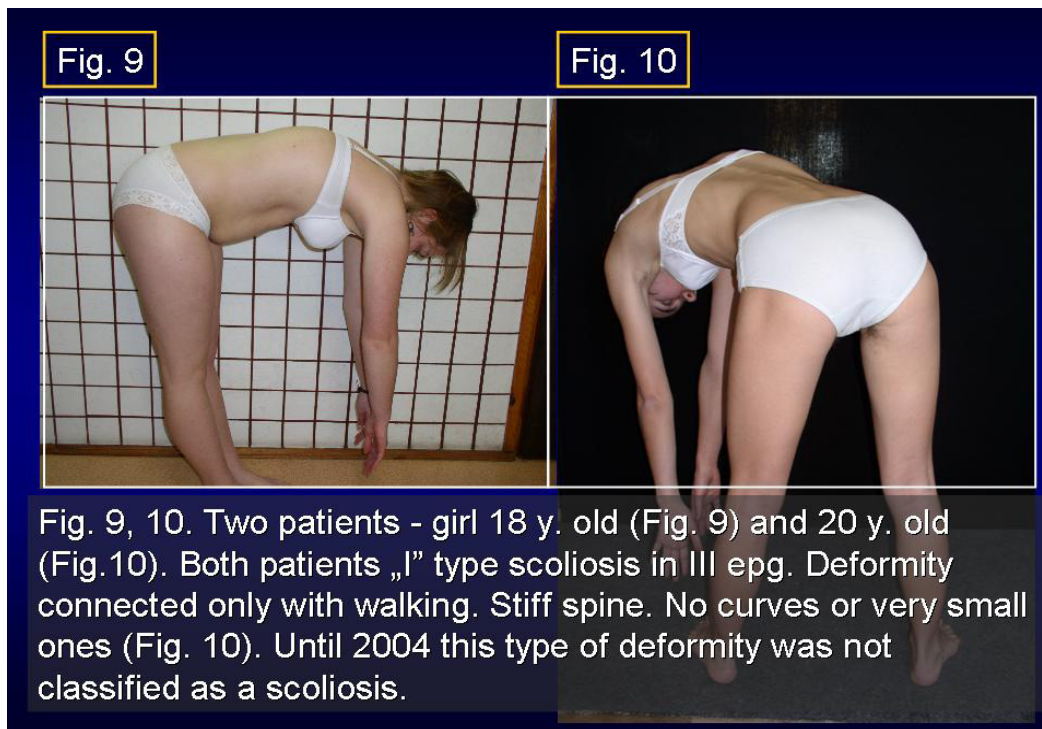 Fig. 9
Fig. 10
Fig. 9, 10. Two patients - girl 18 y. old (Fig. 9) and 20 y. old
(Fig.10). Both patients „I” type scoliosis in III epg. Deformity
connected only with walking. Stiff spine. No curves or very small
ones (Fig. 10). Until 2004 this type of deformity was not
classified as a scoliosis.